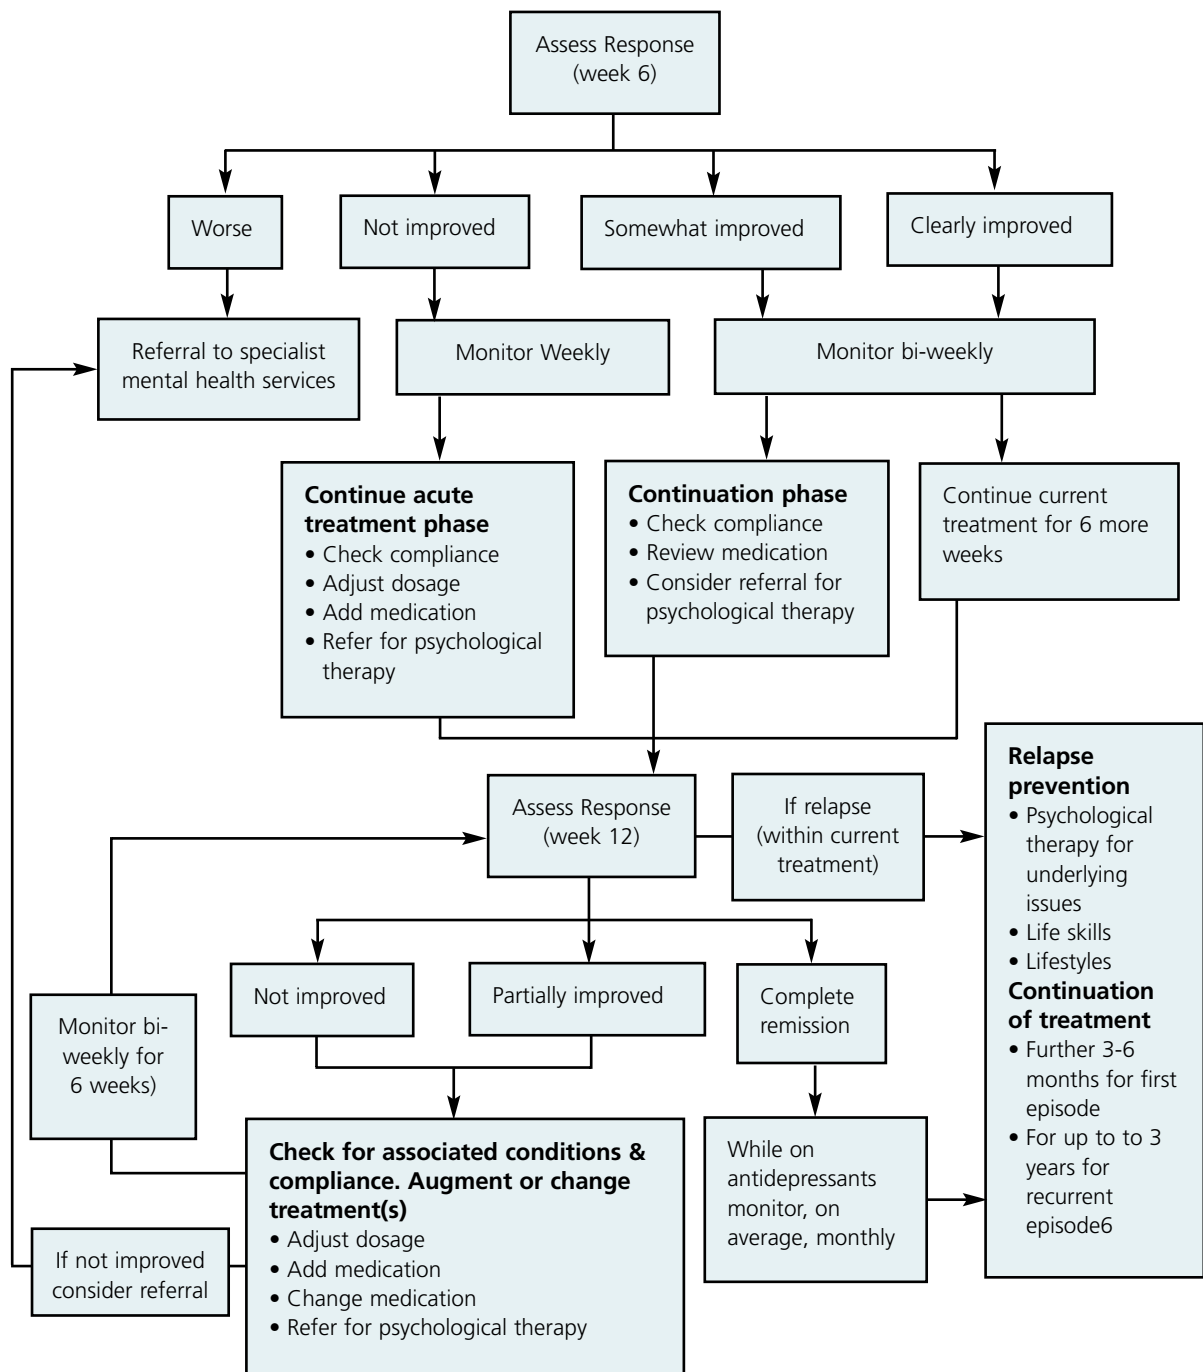 Assess Response
(week 6)
Worse
Not improved
Somewhat improved
Clearly improved
Referral to specialist
mental health services
Monitor Weekly
Monitor bi-weekly
Continue acute
treatment phase
• Check compliance
• Adjust dosage
• Add medication
• Refer for psychological
therapy
Continuation phase
• Check compliance
• Review medication
• Consider referral for
psychological therapy
Continue current
treatment for 6 more
weeks
Assess Response
(week 12)
If relapse
(within current
treatment)
Relapse
prevention
• Psychological
therapy for
underlying
issues
• Life skills
• Lifestyles
Continuation
of treatment
• Further 3-6
months for first
episode
• For up to to 3
years for
recurrent
episode6
Not improved
Partially improved
Complete
remission
Monitor bi-
weekly for
6 weeks)
Check for associated conditions &
compliance. Augment or change
treatment(s)
• Adjust dosage
• Add medication
• Change medication
• Refer for psychological therapy
While on
antidepressants
monitor, on
average, monthly
If not improved
consider referral